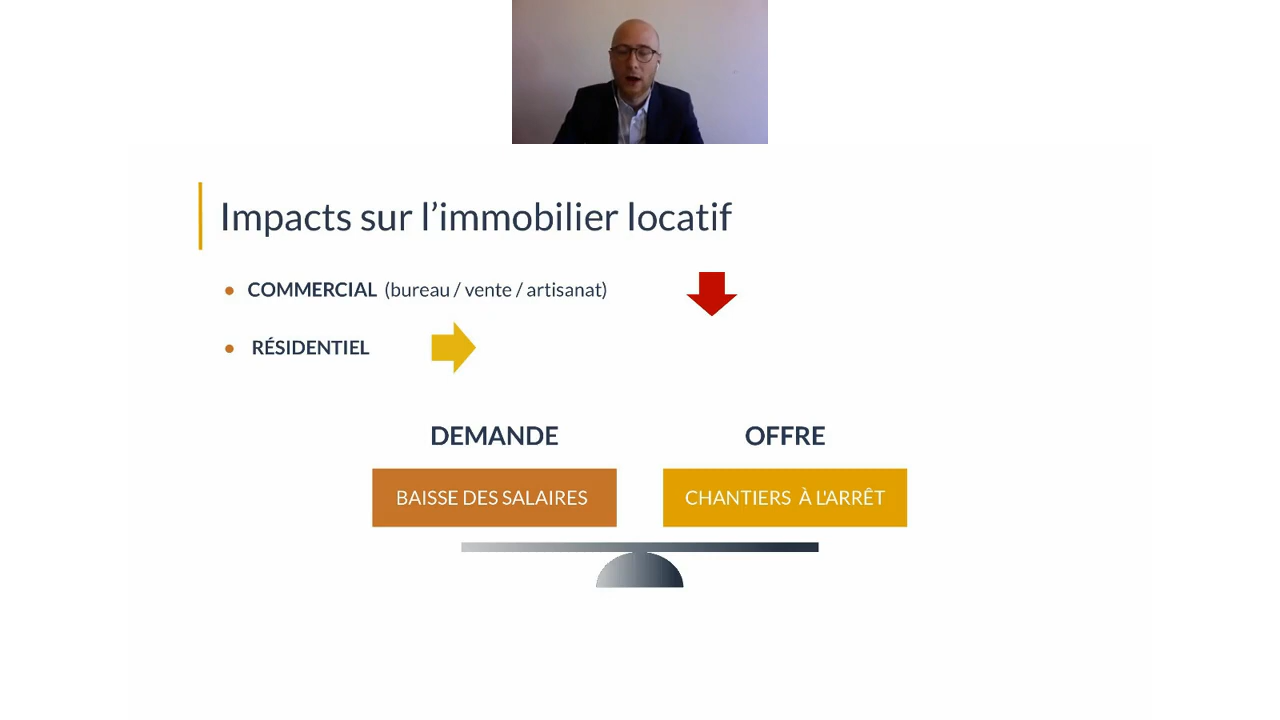 Impacts sur l’immobilier locatif
● COMMERCIAL (bureau / vente / artisanat)
● RÉSIDENTIEL
DEMANDE
OFFRE
BAISSE DES SALAIRES
CHANTIERS À L'ARRÊT